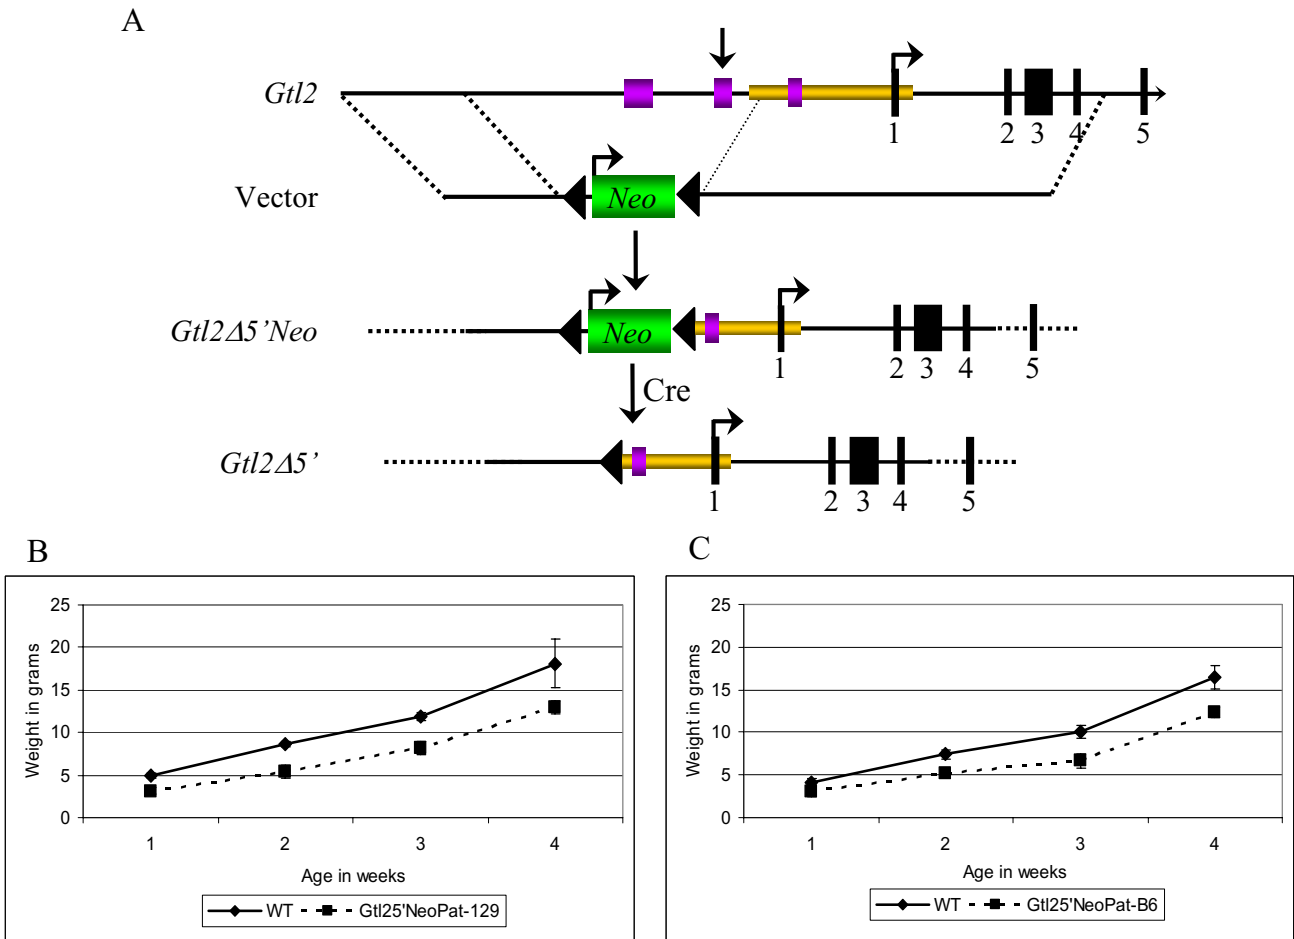 A
Gtl2
1
2 3 4 5
Vector
Neo
Gtl2Δ5’Neo
Neo
1
2 3 4 5
Cre
Gtl2Δ5’
1
2 3 4 5
B
Weight in grams
25
20
15
10
5
0
1 2 3 4
Age in weeks
WT Gtl25'NeoPat-129
C
Weight in grams
25
20
15
10
5
0
1 2 3 4
Age in weeks
WT Gtl25'NeoPat-B6